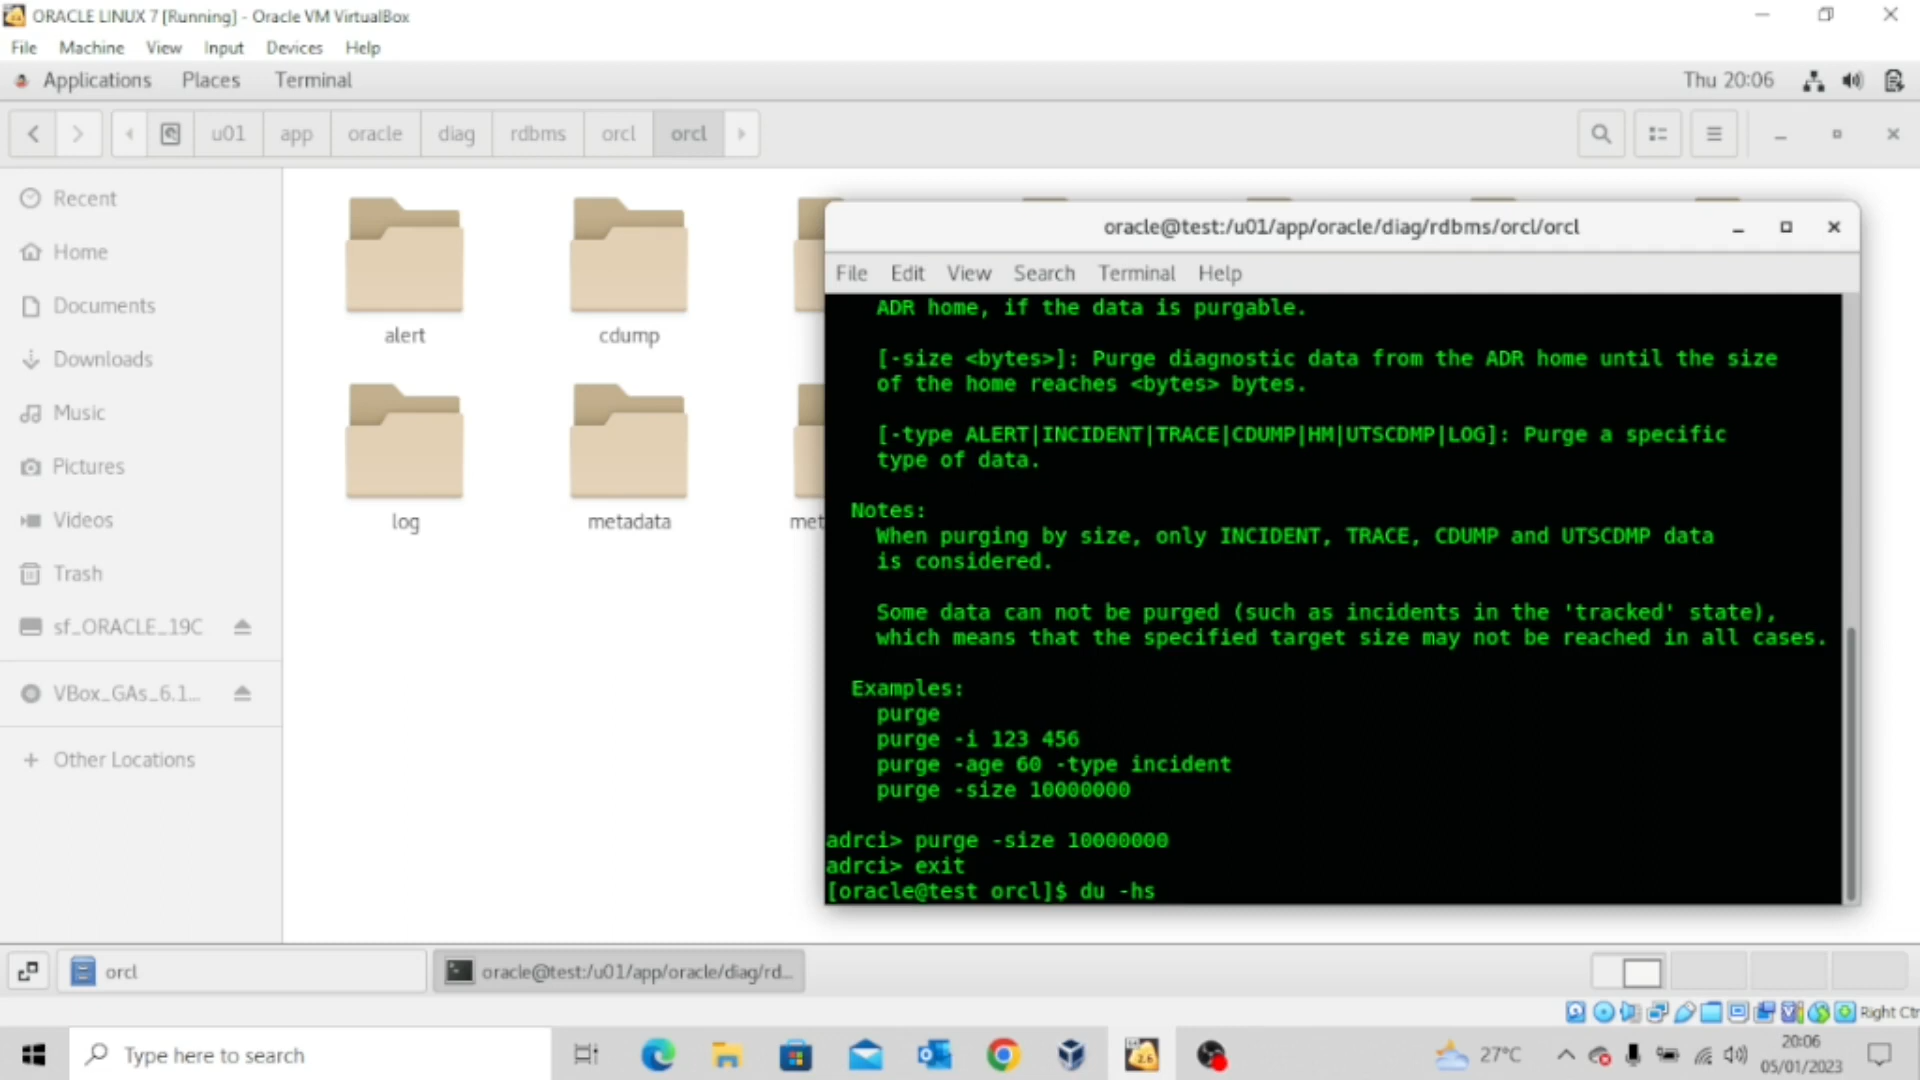 ORACLE LINUX 7 [Running] - Oracle VM VirtualBox
File Machine View Input Devices Help
Applications Places Terminal Thu 20:06
u01 app oracle diag rdbms orcl orcl
Recent
Home
Documents
Downloads
Music
Pictures
Videos
Trash
sf_ORACLE_19C
VBox_GAs_6.1...
Other Locations
alert
cdump
log
metadata
met
oracle@test:/u01/app/oracle/diag/rdbms/orcl/orcl
File Edit View Search Terminal Help
ADR home, if the data is purgable.
[-size <bytes>]: Purge diagnostic data from the ADR home until the size
of the home reaches <bytes> bytes.
[-type ALERT|INCIDENT|TRACE|CDUMP|HM|UTSCDMP|LOG]: Purge a specific
type of data.
Notes:
When purging by size, only INCIDENT, TRACE, CDUMP and UTSCDMP data
is considered.
Some data can not be purged (such as incidents in the 'tracked' state),
which means that the specified target size may not be reached in all cases.
Examples:
purge
purge -i 123 456
purge -age 60 -type incident
purge -size 10000000
adrci> purge -size 10000000
adrci> exit
[oracle@test orcl]$ du -hs
orcl
oracle@test:/u01/app/oracle/diag/rd...
Right Ctr
Type here to search
27°C
20:06
05/01/2023